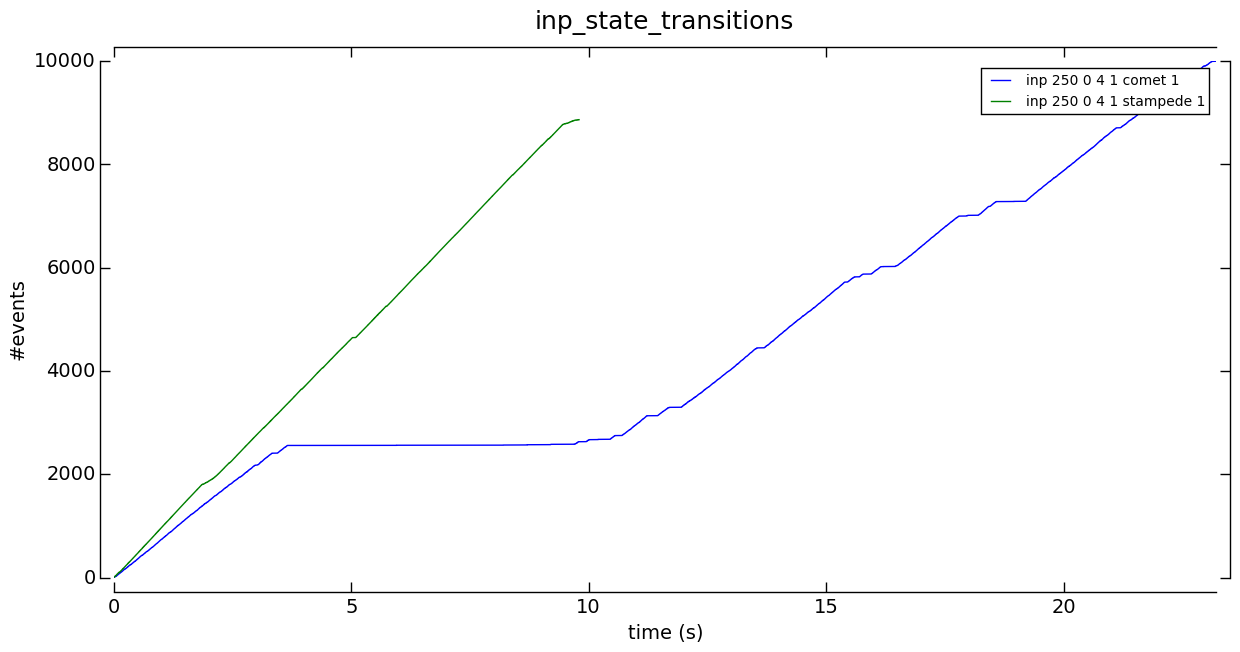 inp_state_transitions
10000
8000
6000
4000
2000
0
#events
inp 250 0 4 1 comet 1
inp 250 0 4 1 stampede 1
0 5 10 15 20
time (s)